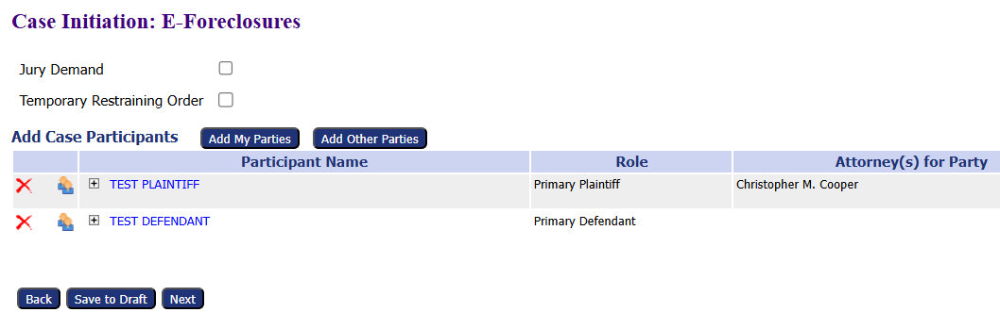 Case Initiation: E-Foreclosures
Jury Demand
Temporary Restraining Order
Add Case Participants Add My Parties Add Other Parties
Participant Name Role Attorney(s) for Party
TEST PLAINTIFF Primary Plaintiff Christopher M. Cooper
TEST DEFENDANT Primary Defendant
Back Save to Draft Next